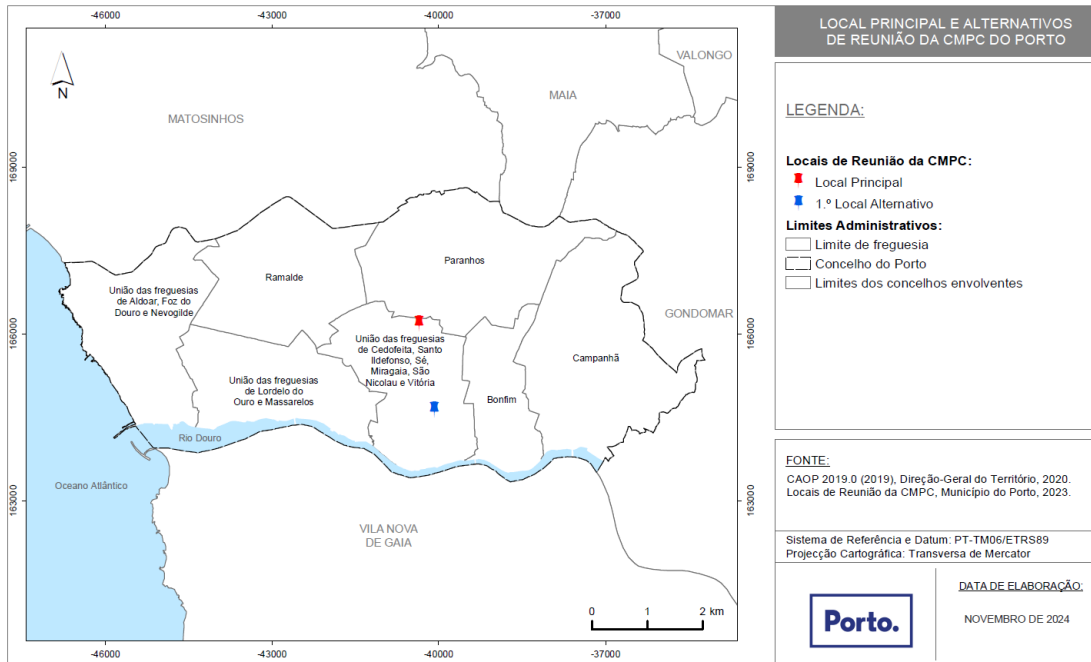 -46000
-43000
-40000
-37000
LOCAL PRINCIPAL E ALTERNATIVOS
DE REUNIÃO DA CMPC DO PORTO
N
VALONGO
MAIA
MATOSINHOS
169000
169000
LEGENDA:
Locais de Reunião da CMPC:
Local Principal
1.º Local Alternativo
Limites Administrativos:
Limite de freguesia
Concelho do Porto
Limites dos concelhos envolventes
Paranhos
Ramalde
União das freguesias
de Aldoar, Foz do
Douro e Nevogilde
GONDOMAR
166000
166000
União das freguesias
de Cedofeita, Santo
Ildefonso, Sé,
Miragaia, São
Nicolau e Vitória
Campanhã
União das freguesias
de Lordelo do
Ouro e Massarelos
Bonfim
Rio Douro
Oceano Atlântico
163000
163000
VILA NOVA
DE GAIA
FONTE:
CAOP 2019.0 (2019), Direção-Geral do Território, 2020.
Locais de Reunião da CMPC, Município do Porto, 2023.
Sistema de Referência e Datum: PT-TM06/ETRS89
Projecção Cartográfica: Transversa de Mercator
0 1 2 km
Porto.
DATA DE ELABORAÇÃO:
NOVEMBRO DE 2024
-46000
-43000
-40000
-37000